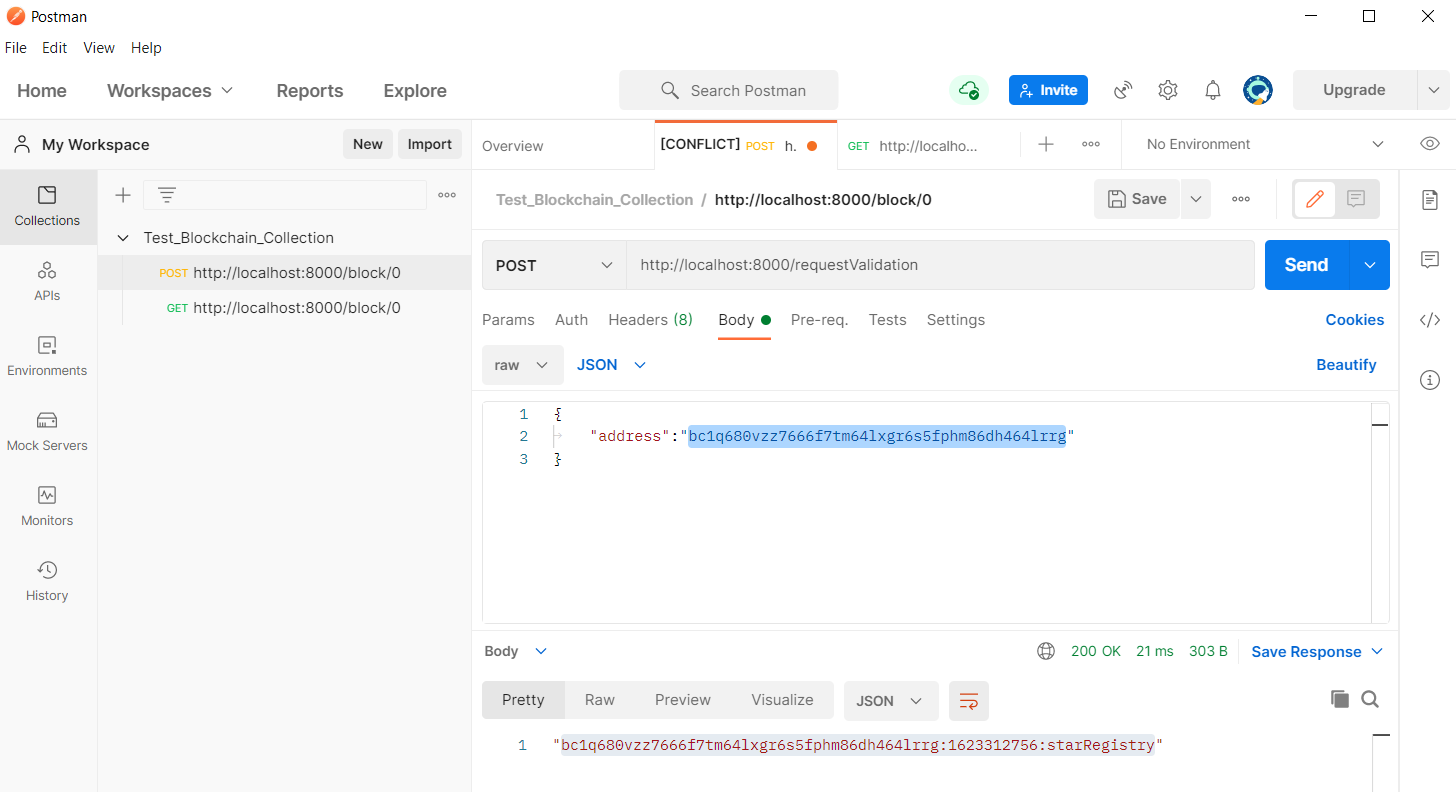 Postman
File Edit View Help
Home Workspaces Reports Explore Search Postman Invite Upgrade
My Workspace New Import
Overview [CONFLICT] POST h. GET http://localho... No Environment
Collections
APIs
Environments
Mock Servers
Monitors
History
Test_Blockchain_Collection
POST http://localhost:8000/block/0
GET http://localhost:8000/block/0
Test_Blockchain_Collection / http://localhost:8000/block/0 Save
POST http://localhost:8000/requestValidation Send
Params Auth Headers (8) Body Pre-req. Tests Settings Cookies
raw JSON Beautify
1 {
2 "address":"bc1q680vzz7666f7tm64lxgr6s5fphm86dh464lrrg"
3 }
Body 200 OK 21 ms 303 B Save Response
Pretty Raw Preview Visualize JSON
1 "bc1q680vzz7666f7tm64lxgr6s5fphm86dh464lrrg:1623312756:starRegistry"